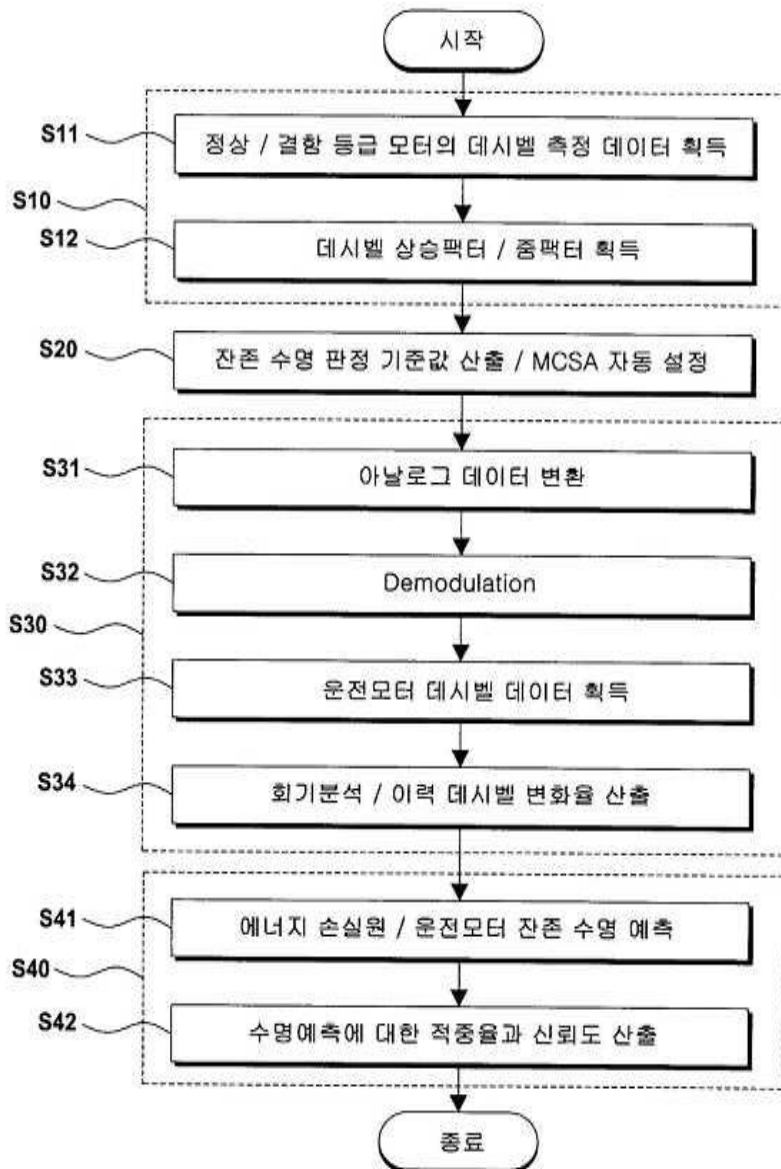 시작
S11
정상 / 결함 등급 모터의 데시벨 측정 데이터 획득
S10
S12
데시벨 상승팩터 / 줌팩터 획득
S20
잔존 수명 판정 기준값 산출 / MCSA 자동 설정
S31
아날로그 데이터 변환
S32
Demodulation
S30
S33
운전모터 데시벨 데이터 획득
S34
회기분석 / 이력 데시벨 변화율 산출
S41
에너지 손실원 / 운전모터 잔존 수명 예측
S40
S42
수명예측에 대한 적중율과 신뢰도 산출
종료